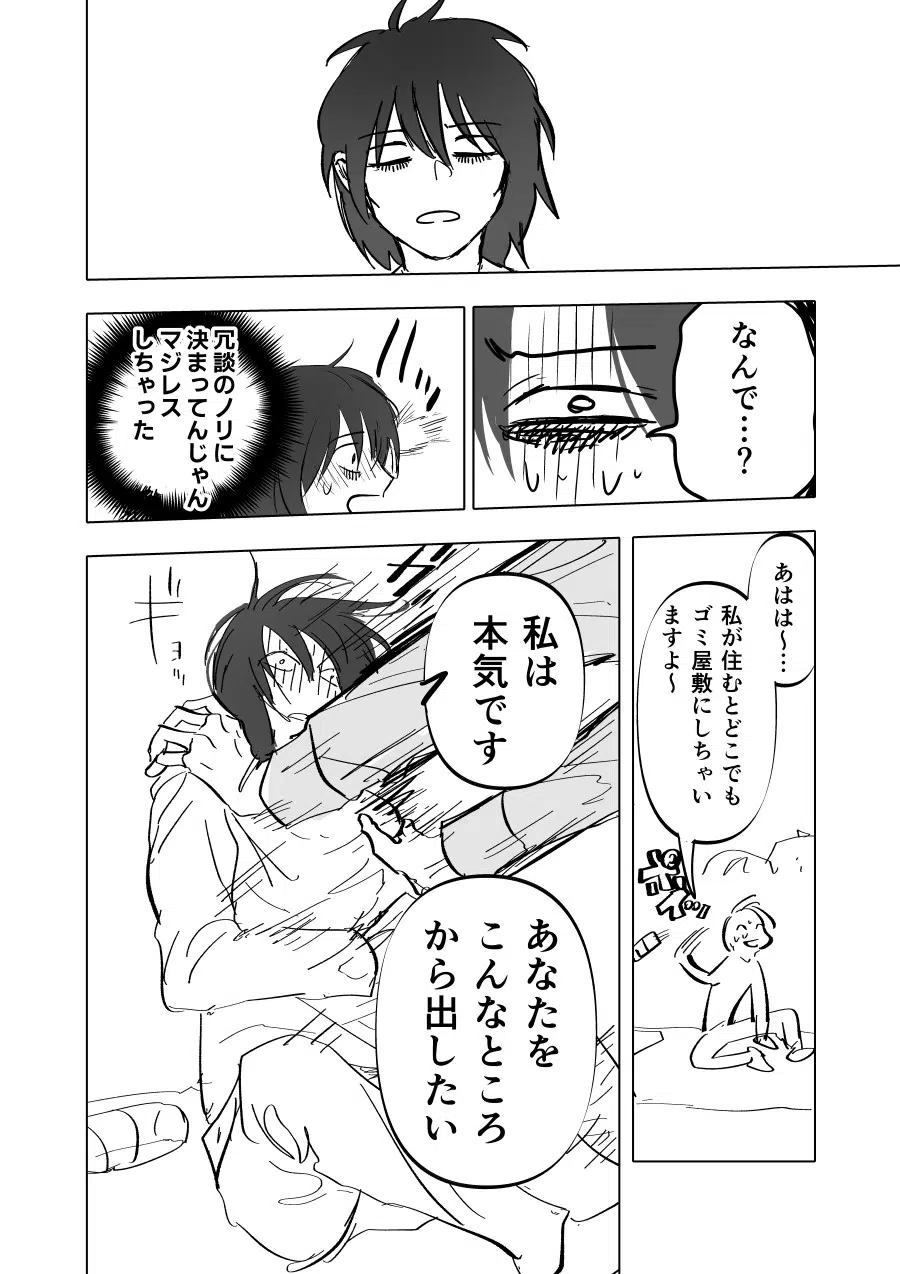 なんで…?
冗談のノリに
決まってんじゃん
マジレス
しちゃった
あはは～…
私が住むとどこでも
ゴミ屋敷にしちゃい
ますよ～
ポイッ
私は
本気です
あなたを
こんなところ
から出したい